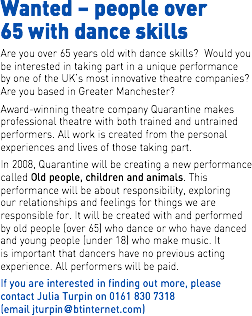 Wanted – people over
65 with dance skills
Are you over 65 years old with dance skills? Would you
be interested in taking part in a unique performance
by one of the UK's most innovative theatre companies?
Are you based in Greater Manchester?
Award-winning theatre company Quarantine makes
professional theatre with both trained and untrained
performers. All work is created from the personal
experiences and lives of those taking part.
In 2008, Quarantine will be creating a new performance
called Old people, children and animals. This
performance will be about responsibility, exploring
our relationships and feelings for things we are
responsible for. It will be created with and performed
by old people (over 65) who dance or who have danced
and young people (under 18) who make music. It
is important that dancers have no previous acting
experience. All performers will be paid.
If you are interested in finding out more, please
contact Julia Turpin on 0161 830 7318
(email jturpin@btinternet.com)